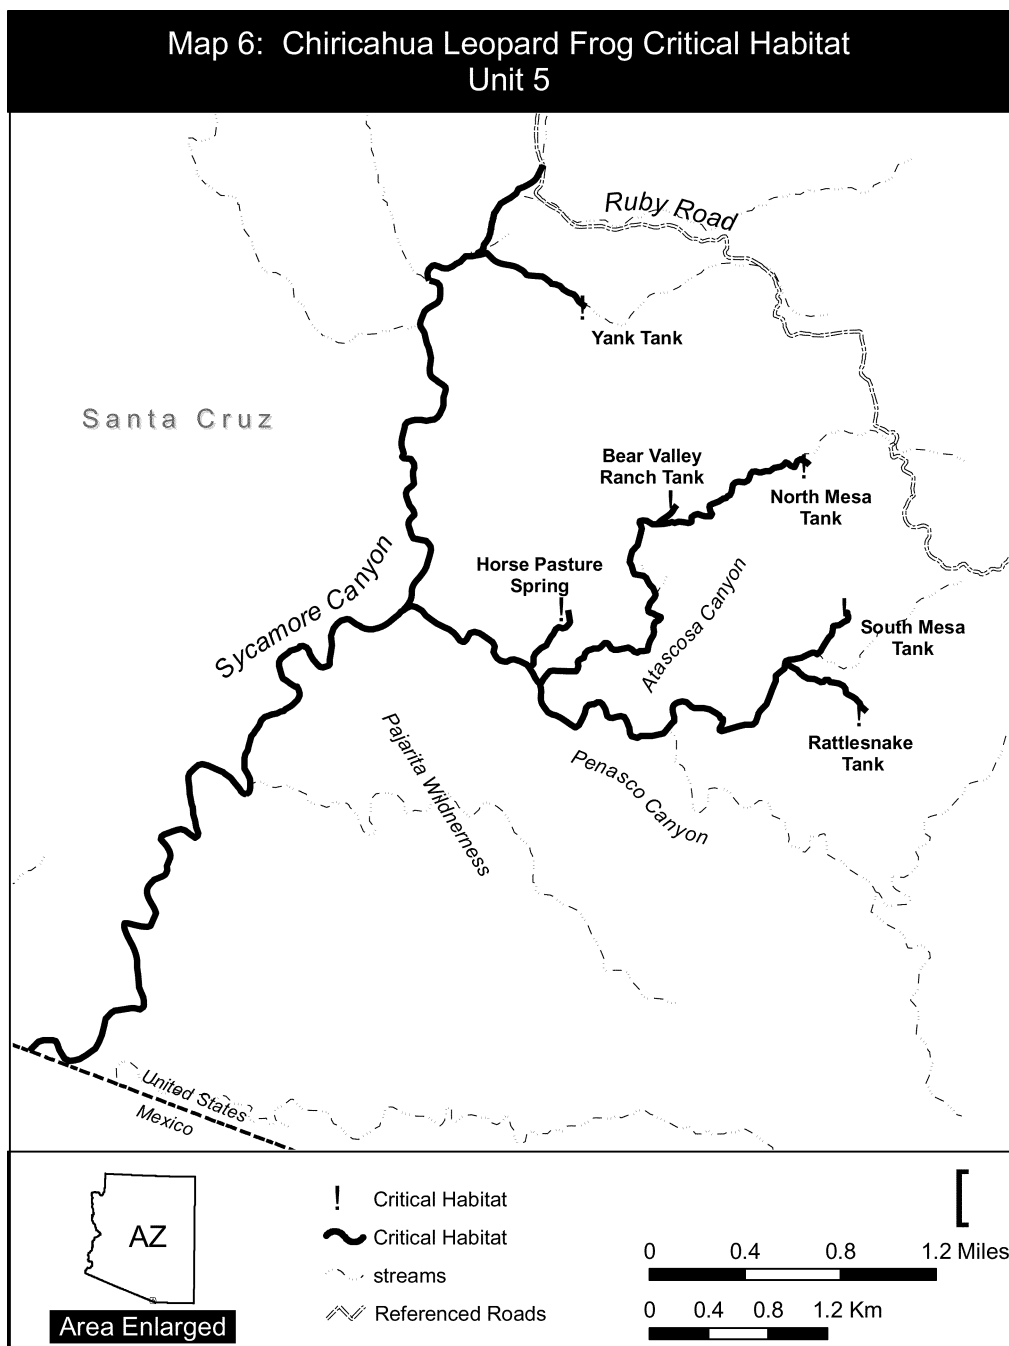 Map 6:  Chiricahua Leopard Frog Critical Habitat
Unit 5
Ruby Road
!
Yank Tank
Santa Cruz
Bear Valley
Ranch Tank
!
!
North Mesa
Tank
Horse Pasture
Spring
!
Sycamore Canyon
Atascosa Canyon
!
South Mesa
Tank
!
Rattlesnake
Tank
Pajarita Wildnerness
Penasco Canyon
United States
Mexico
AZ
Area Enlarged
! Critical Habitat
Critical Habitat
streams
Referenced Roads
[
0 0.4 0.8 1.2 Miles
0 0.4 0.8 1.2 Km